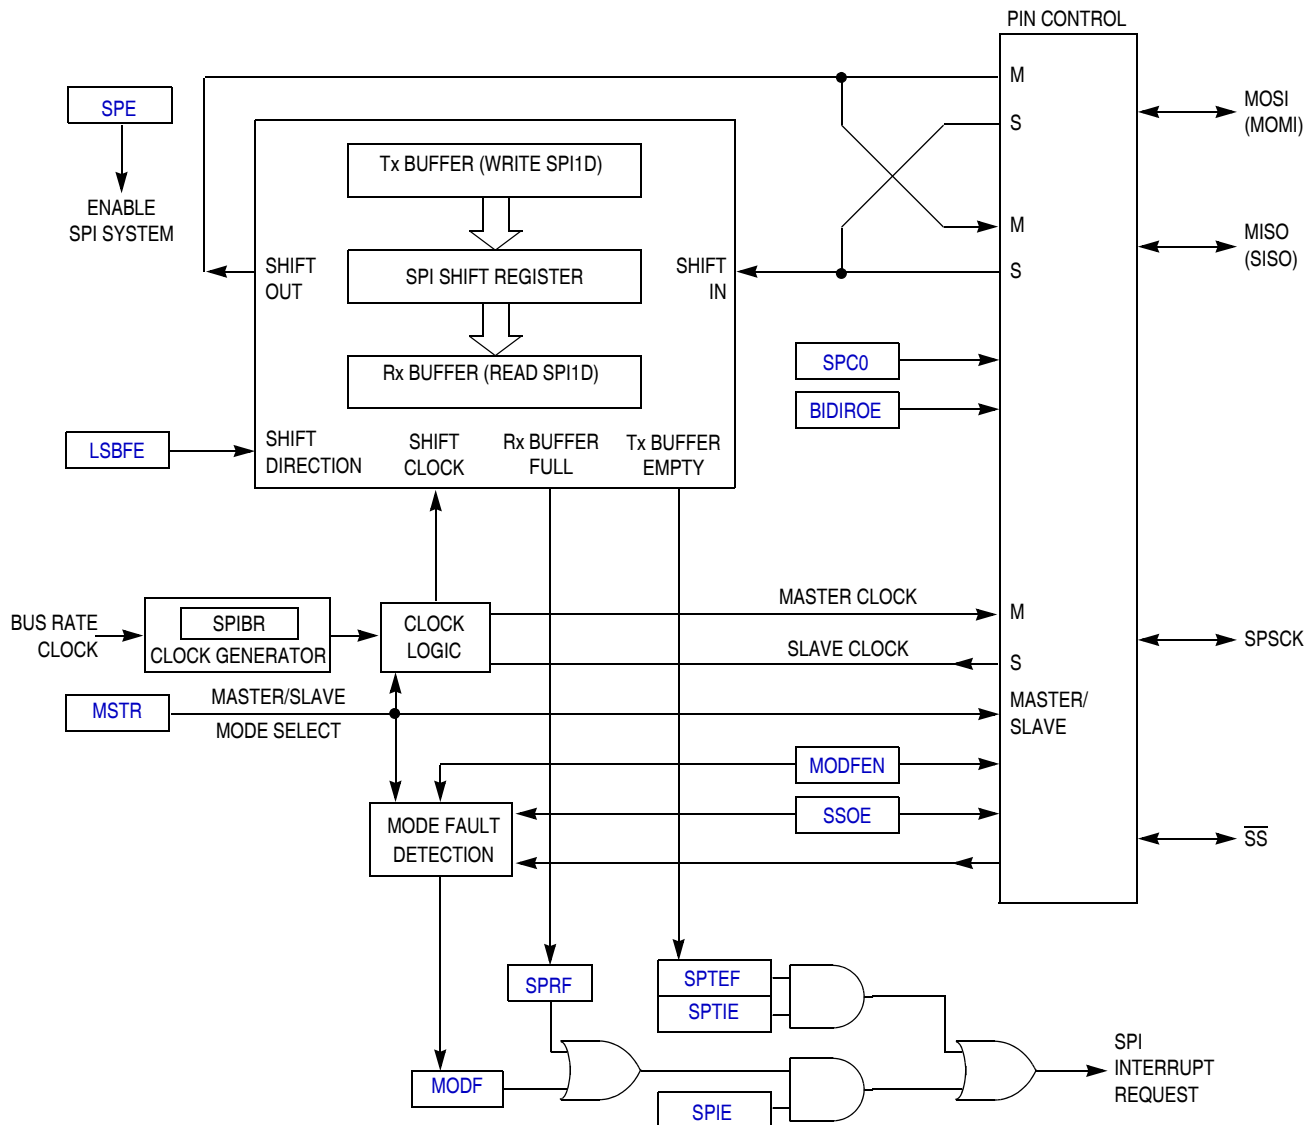 PIN CONTROL
SPE
ENABLE
SPI SYSTEM
Tx BUFFER (WRITE SPI1D)
SPI SHIFT REGISTER
Rx BUFFER (READ SPI1D)
SHIFT
OUT
SHIFT
IN
M
S
M
S
MOSI
(MOMI)
MISO
(SISO)
SPC0
BIDIROE
LSBFE
SHIFT
DIRECTION
SHIFT
CLOCK
Rx BUFFER
FULL
Tx BUFFER
EMPTY
BUS RATE
CLOCK
SPIBR
CLOCK GENERATOR
CLOCK
LOGIC
MASTER CLOCK
SLAVE CLOCK
M
S
SPSCK
MSTR
MASTER/SLAVE
MODE SELECT
MASTER/
SLAVE
MODFEN
SSOE
MODE FAULT
DETECTION
SS
SPRF
SPTEF
SPTIE
MODF
SPIE
SPI
INTERRUPT
REQUEST